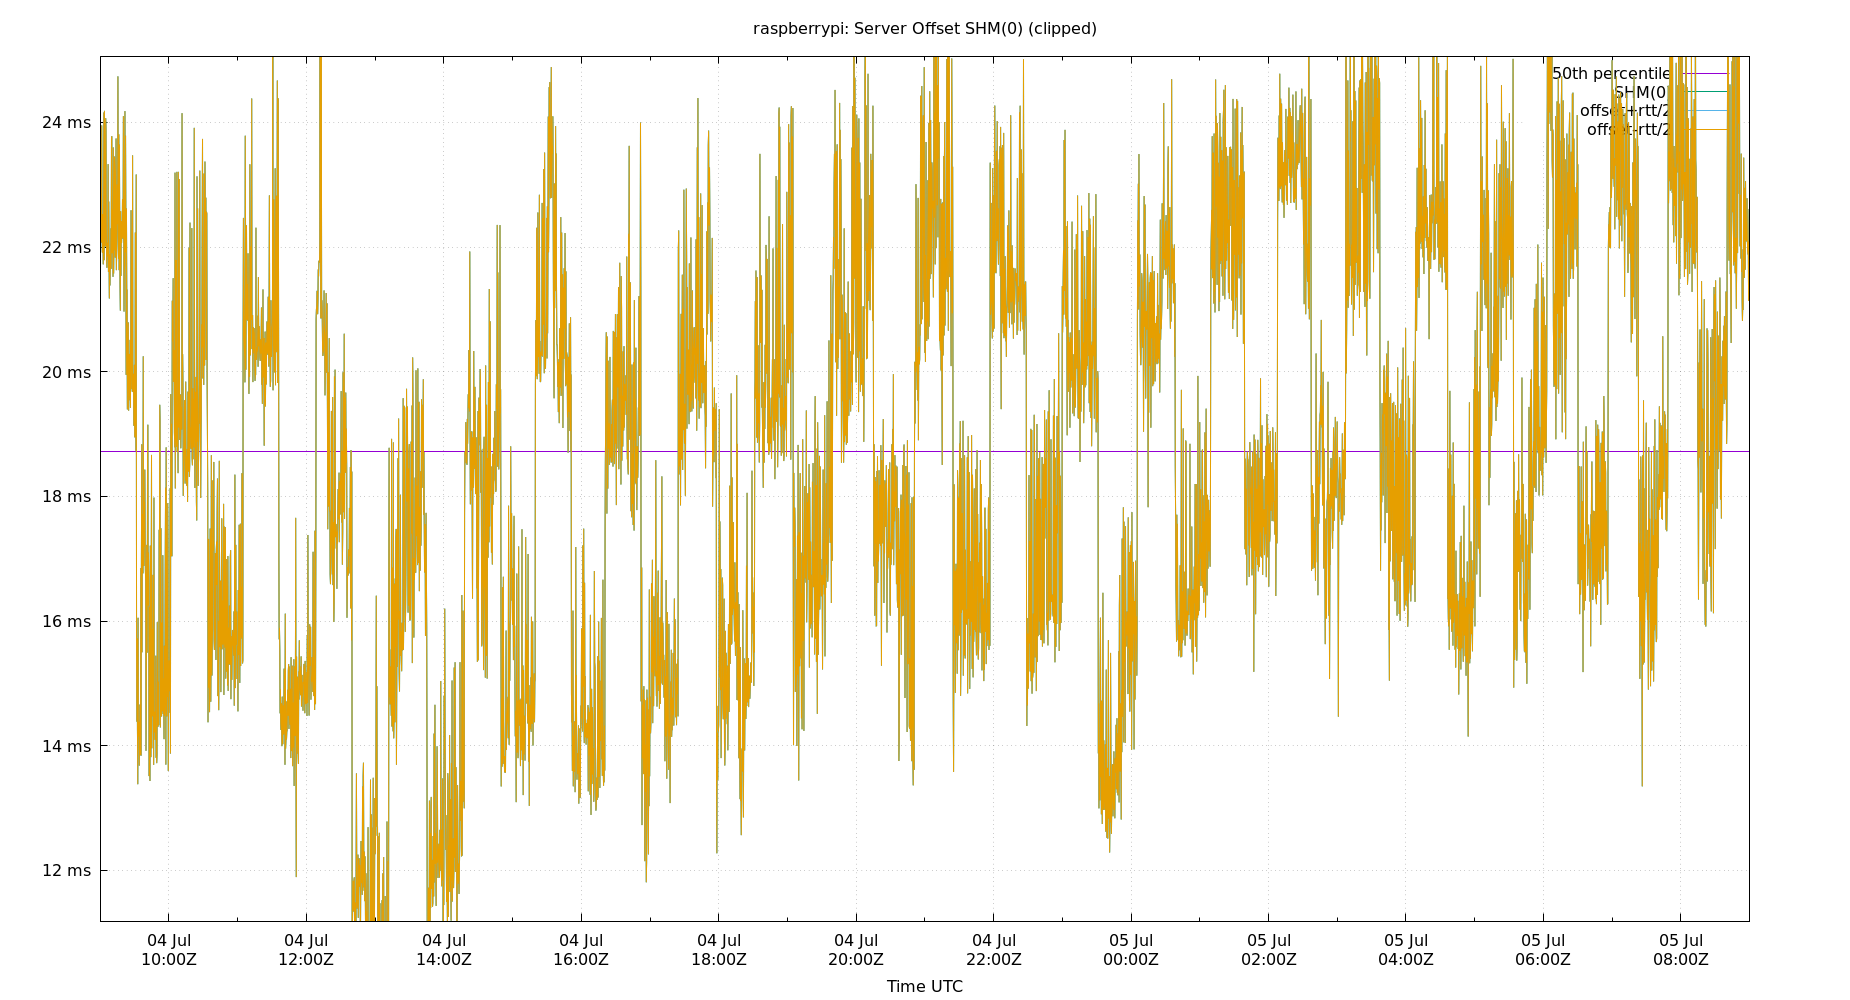 raspberrypi: Server Offset SHM(0) (clipped)
50th percentile
SHM(0)
offset+rtt/2
offset-rtt/2
24 ms
22 ms
20 ms
18 ms
16 ms
14 ms
12 ms
04 Jul 04 Jul 04 Jul 04 Jul 04 Jul 04 Jul 04 Jul 05 Jul 05 Jul 05 Jul 05 Jul 05 Jul
10:00Z 12:00Z 14:00Z 16:00Z 18:00Z 20:00Z 22:00Z 00:00Z 02:00Z 04:00Z 06:00Z 08:00Z
Time UTC